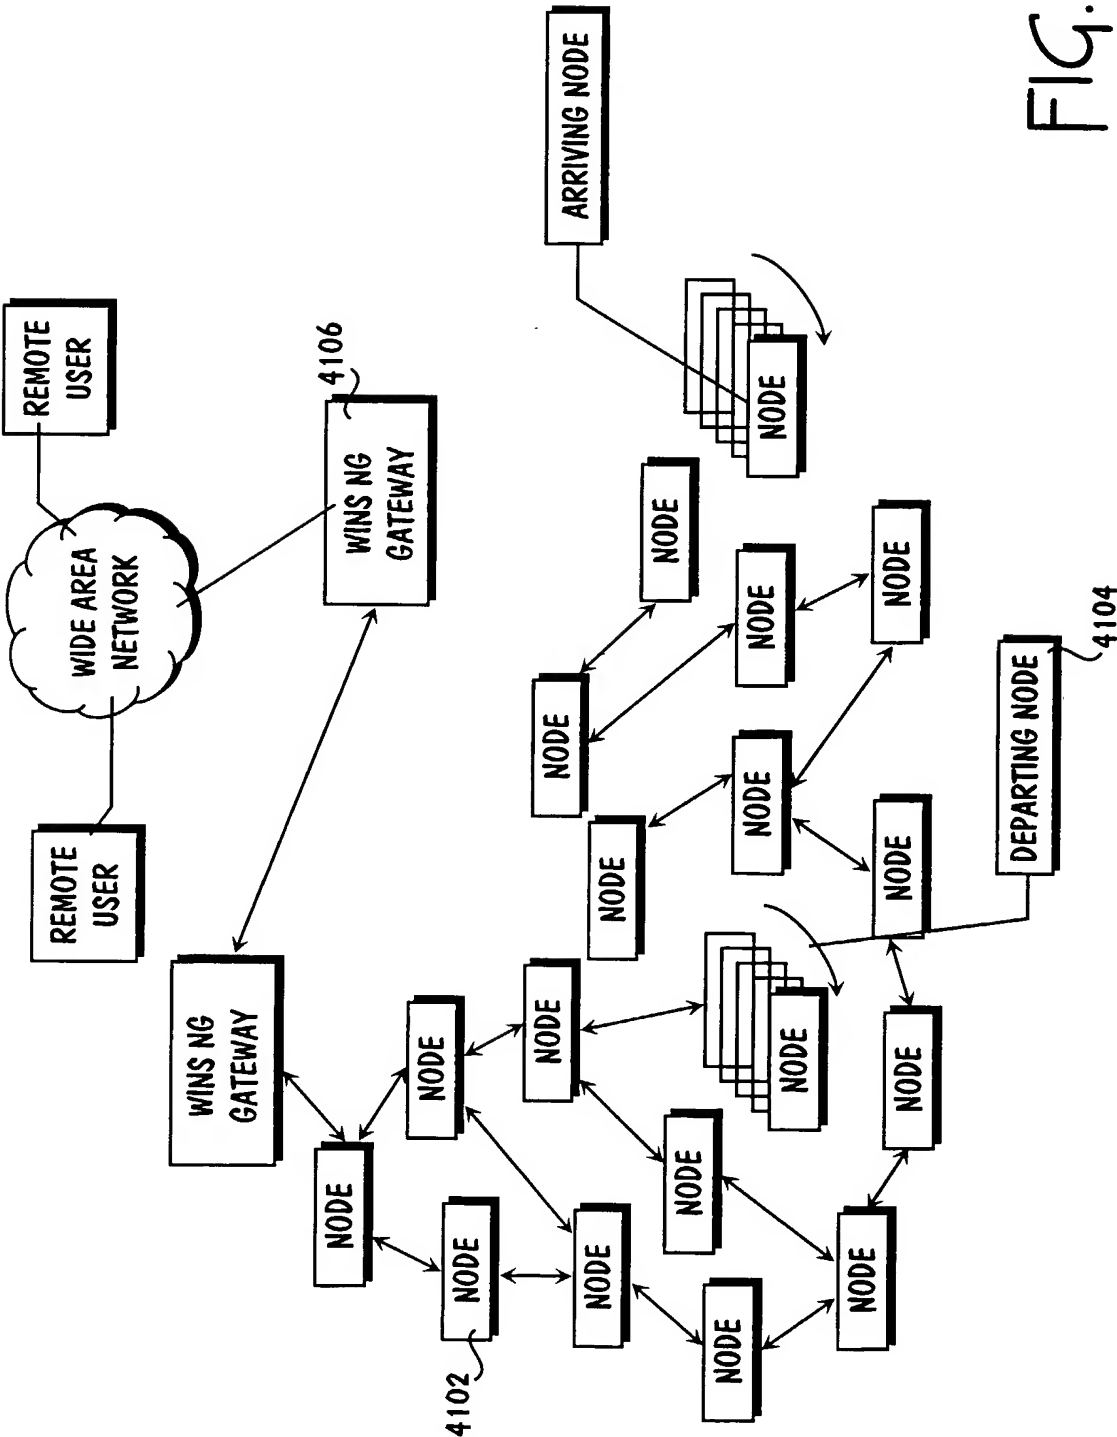 REMOTE
USER
WIDE AREA
NETWORK
REMOTE
USER
WINS NG
GATEWAY
4106
WINS NG
GATEWAY
NODE
NODE
4102
NODE
NODE
NODE
ARRIVING NODE
NODE
NODE
NODE
NODE
NODE
NODE
NODE
NODE
NODE
NODE
NODE
NODE
NODE
DEPARTING NODE
4104
FIG.